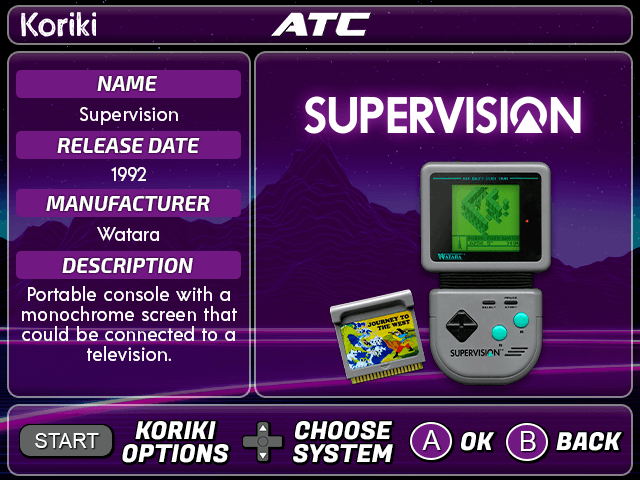 Koriki
ATC
NAME
Supervision
RELEASE DATE
1992
MANUFACTURER
Watara
DESCRIPTION
Portable console with a
monochrome screen that
could be connected to a
television.
SUPERVISION
WATARA
JOURNEY TO
THE WEST
SUPERVISION
START
KORIKI
OPTIONS
CHOOSE
SYSTEM
A OK
B BACK